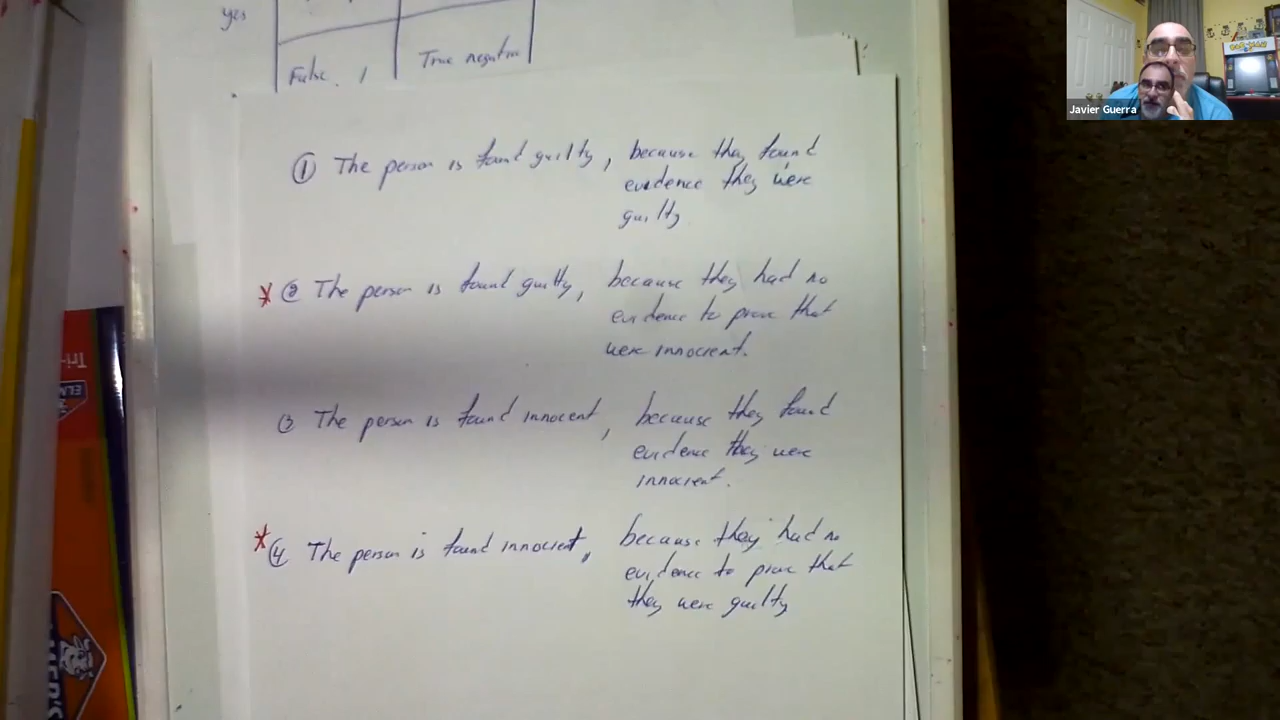 yes
False
True negative
① The person is found guilty, because they found
evidence they were
guilty
* ② The person is found guilty, because they had no
evidence to prove that
were innocent.
③ The person is found innocent, because they found
evidence they were
innocent.
* ④ The person is found innocent, because they had no
evidence to prove that
they were guilty
Javier Guerra
Tri-
ELM
MER'S